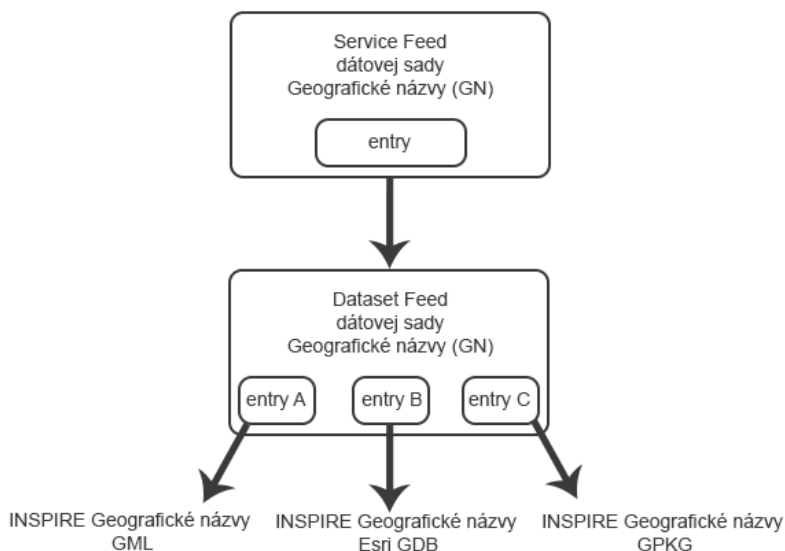 Service Feed
dátovej sady
Geografické názvy (GN)
entry
Dataset Feed
dátovej sady
Geografické názvy (GN)
entry A
entry B
entry C
INSPIRE Geografické názvy
GML
INSPIRE Geografické názvy
Esri GDB
INSPIRE Geografické názvy
GPKG